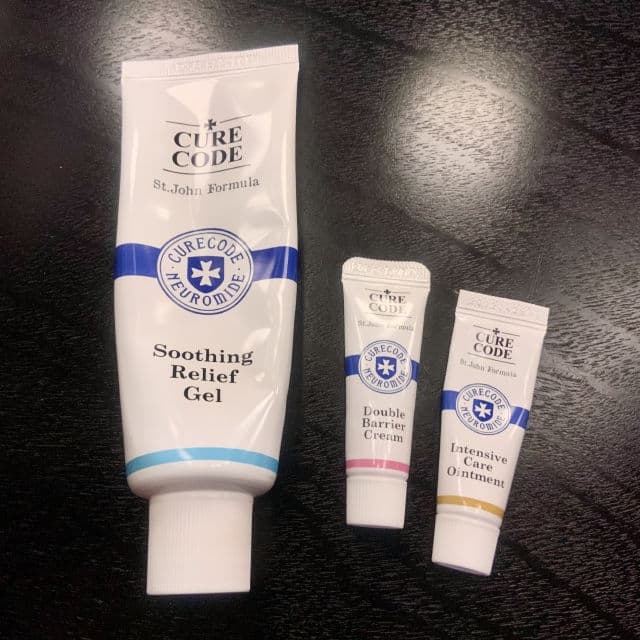 CURE
CODE
St.John Formula
CURECODE
NEUROMIDE
Soothing
Relief
Gel
CURE
CODE
St.John Formula
CURECODE
NEUROMIDE
Double
Barrier
Cream
CURE
CODE
St.John Formula
CURECODE
NEUROMIDE
Intensive
Care
Ointment